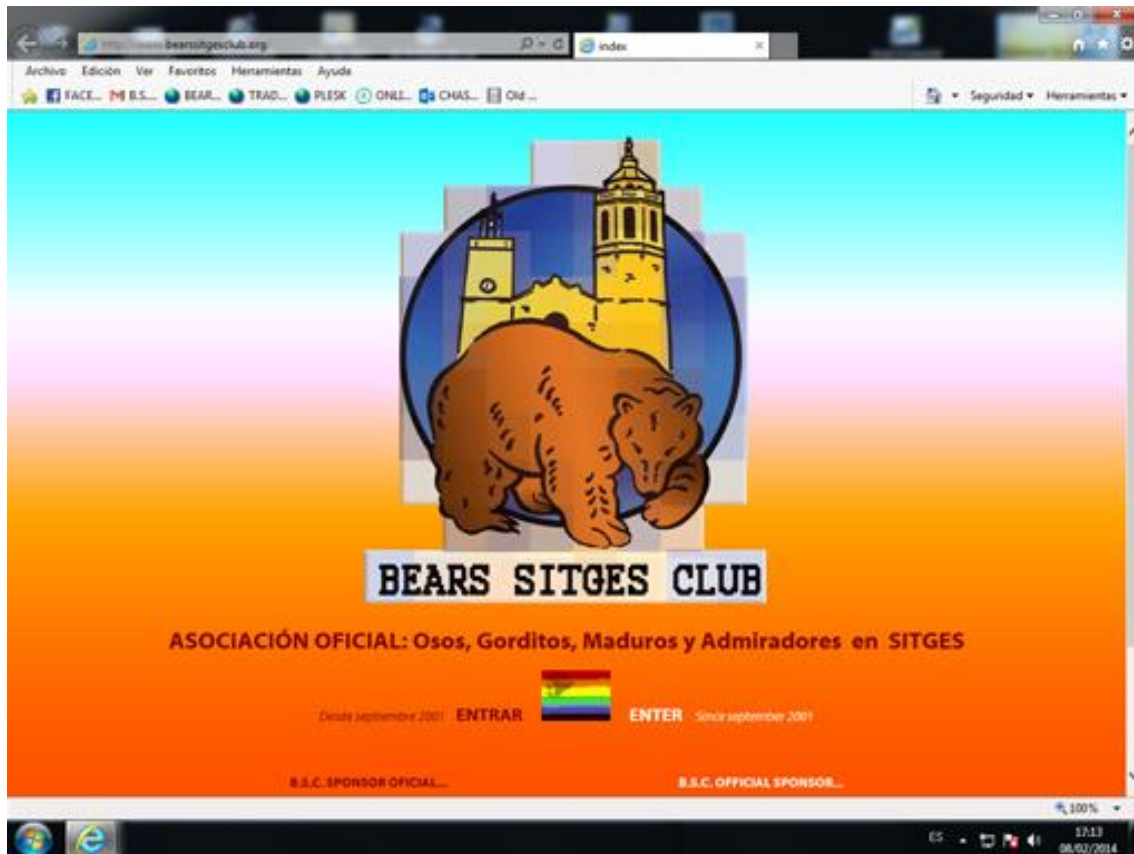 bearssitgesclub.org
index
Archivo Edición Ver Favoritos Herramientas Ayuda
FACE... B.S.... BEAR... TRAD... PLESK ONLI... CHAS... Old ...
Seguridad Herramientas
BEARS SITGES CLUB
ASOCIACIÓN OFICIAL: Osos, Gorditos, Maduros y Admiradores en SITGES
Desde septiembre 2001 ENTRAR ENTER Since september 2001
B.S.C. SPONSOR OFICIAL... B.S.C. OFFICIAL SPONSOR...
100%
ES
17:13
08/02/2014